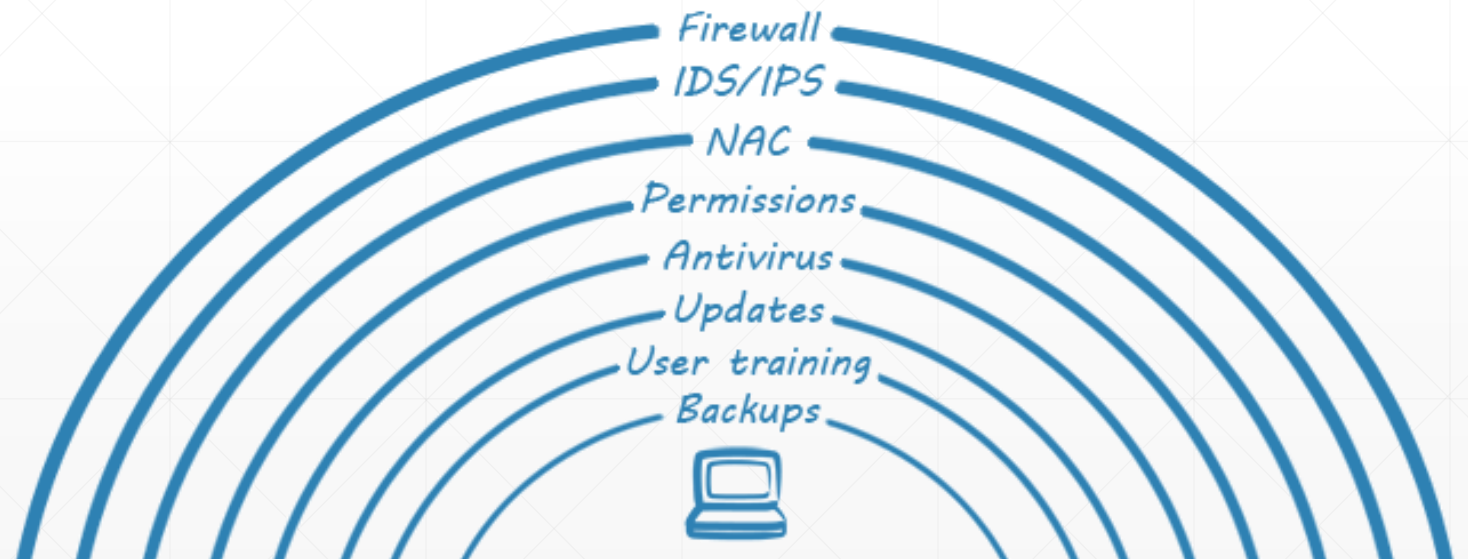 Firewall
IDS/IPS
NAC
Permissions
Antivirus
Updates
User training
Backups